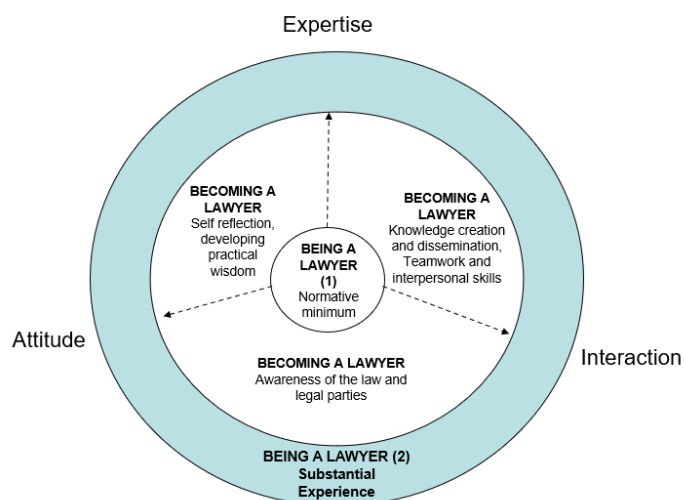 Expertise
BECOMING A
LAWYER
Self reflection,
developing
practical
wisdom
BECOMING A
LAWYER
Knowledge creation
and dissemination,
Teamwork and
interpersonal skills
BEING A
LAWYER
(1)
Normative
minimum
Attitude
Interaction
BECOMING A LAWYER
Awareness of the law and
legal parties
BEING A LAWYER (2)
Substantial
Experience